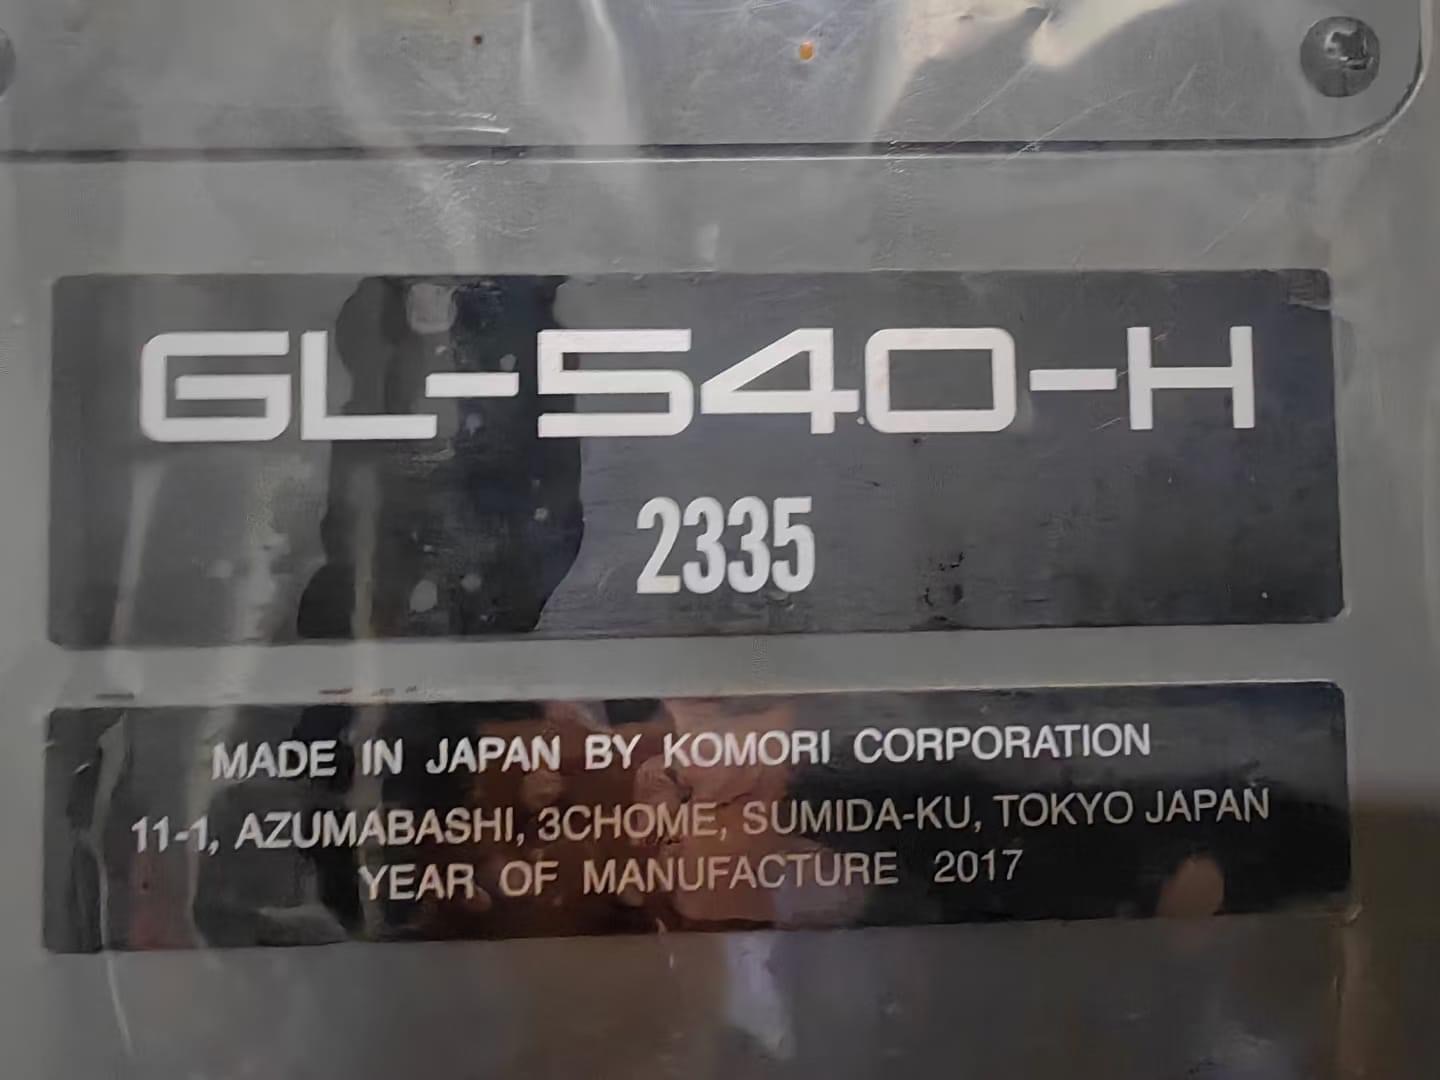 GL-540-H
2335
MADE IN JAPAN BY KOMORI CORPORATION
11-1, AZUMABASHI, 3CHOME, SUMIDA-KU, TOKYO JAPAN
YEAR OF MANUFACTURE 2017